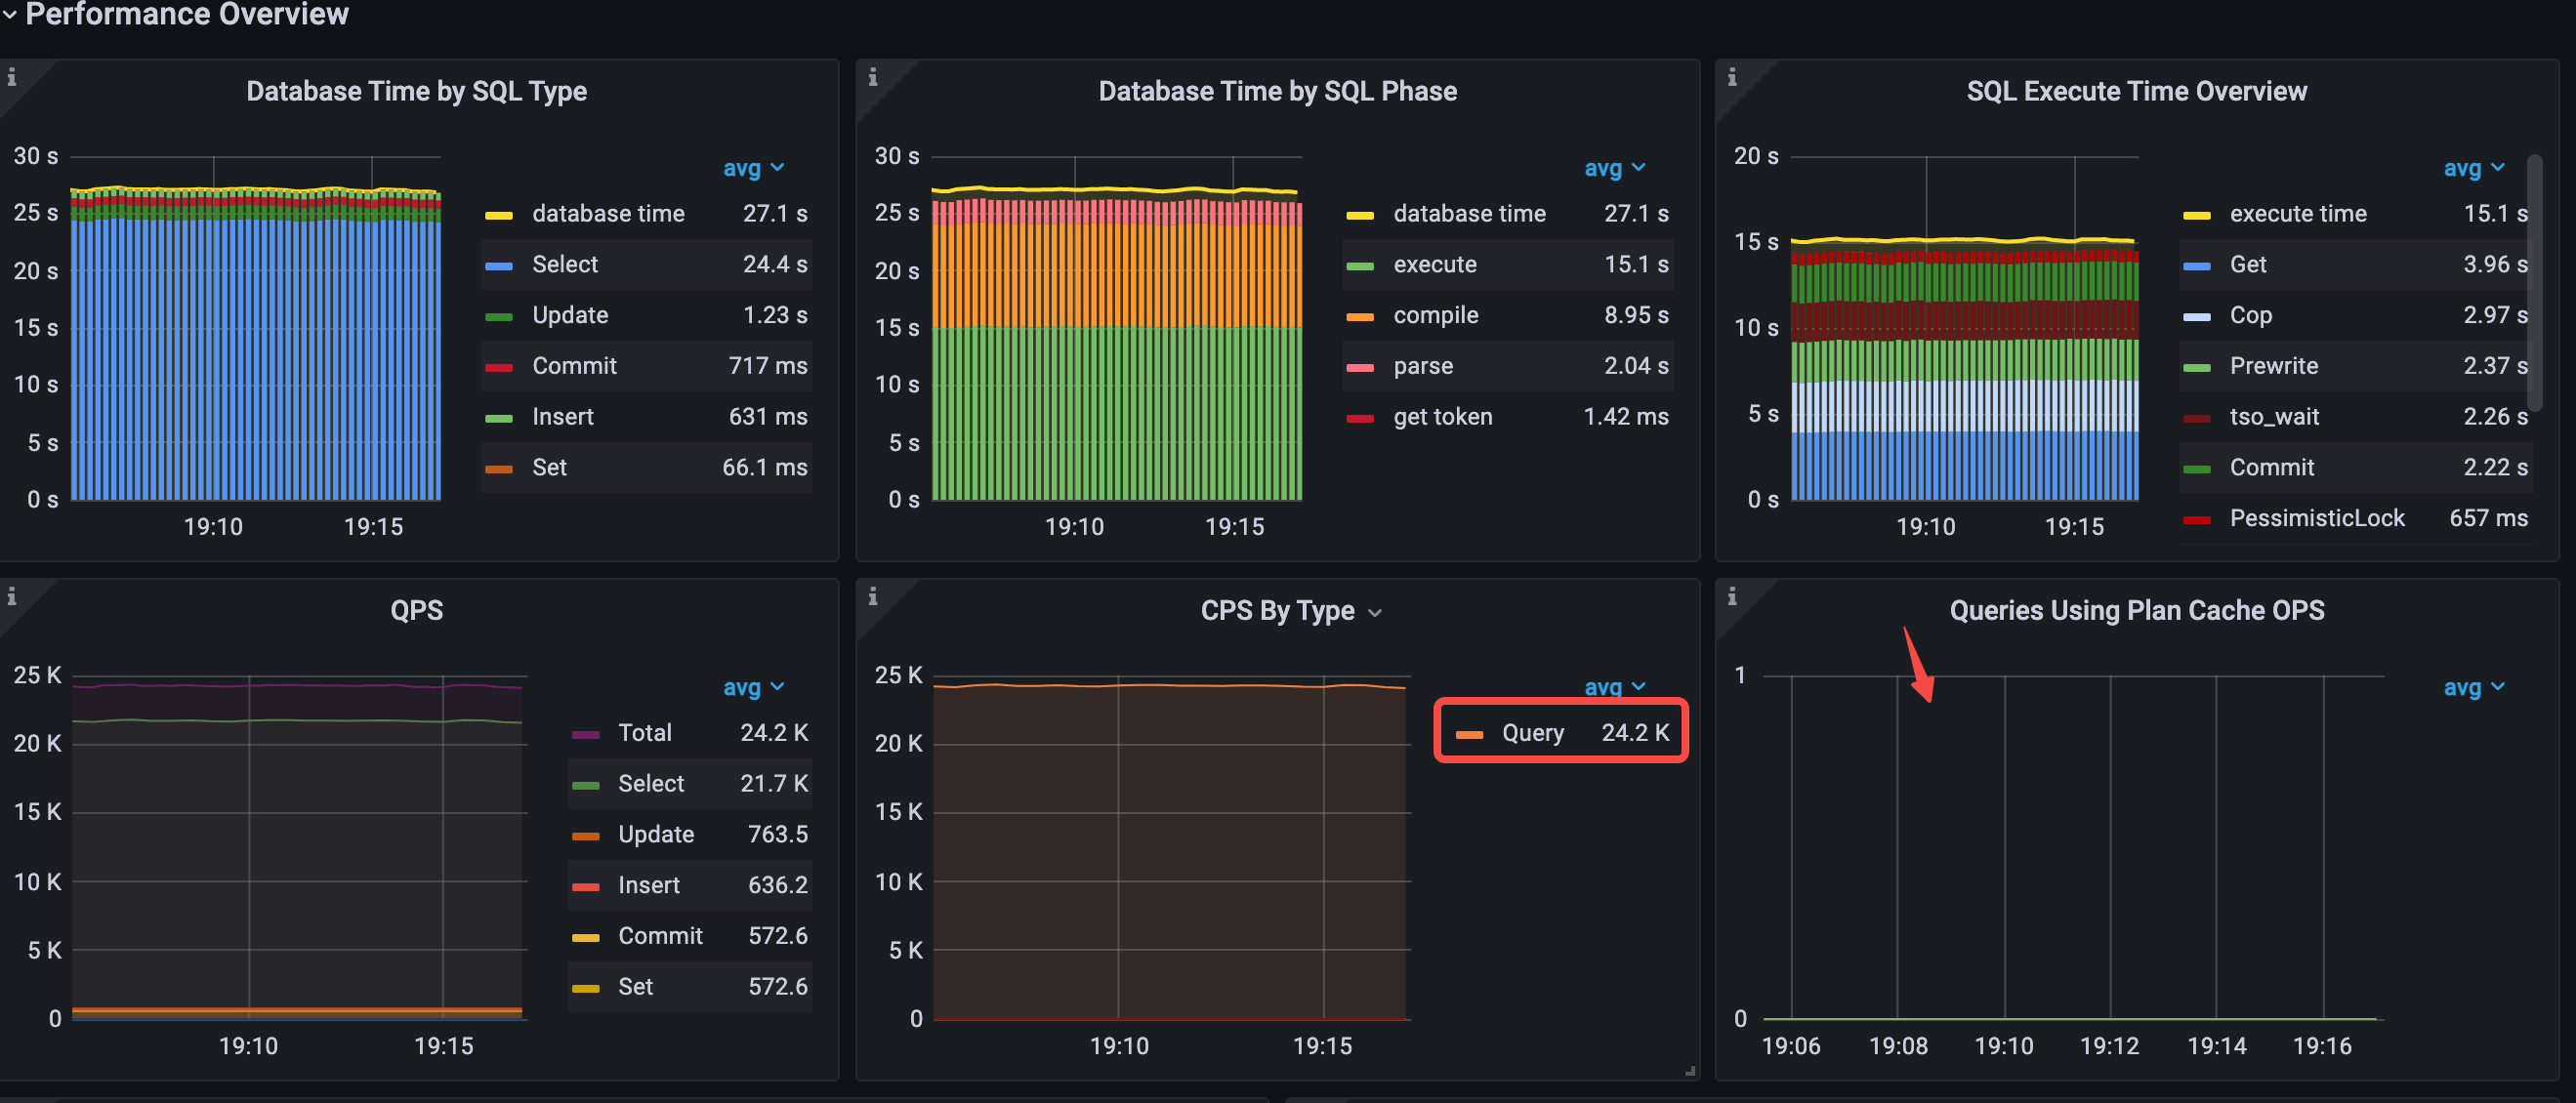 Performance Overview
Database Time by SQL Type
30 s
25 s
20 s
15 s
10 s
5 s
0 s
19:10
19:15
avg
database time 27.1 s
Select 24.4 s
Update 1.23 s
Commit 717 ms
Insert 631 ms
Set 66.1 ms
Database Time by SQL Phase
30 s
25 s
20 s
15 s
10 s
5 s
0 s
19:10
19:15
avg
database time 27.1 s
execute 15.1 s
compile 8.95 s
parse 2.04 s
get token 1.42 ms
SQL Execute Time Overview
20 s
15 s
10 s
5 s
0 s
19:10
19:15
avg
execute time 15.1 s
Get 3.96 s
Cop 2.97 s
Prewrite 2.37 s
tso_wait 2.26 s
Commit 2.22 s
PessimisticLock 657 ms
QPS
25 K
20 K
15 K
10 K
5 K
0
19:10
19:15
avg
Total 24.2 K
Select 21.7 K
Update 763.5
Insert 636.2
Commit 572.6
Set 572.6
CPS By Type
25 K
20 K
15 K
10 K
5 K
0
19:10
19:15
avg
Query 24.2 K
Queries Using Plan Cache OPS
1
0
19:06
19:08
19:10
19:12
19:14
19:16
avg